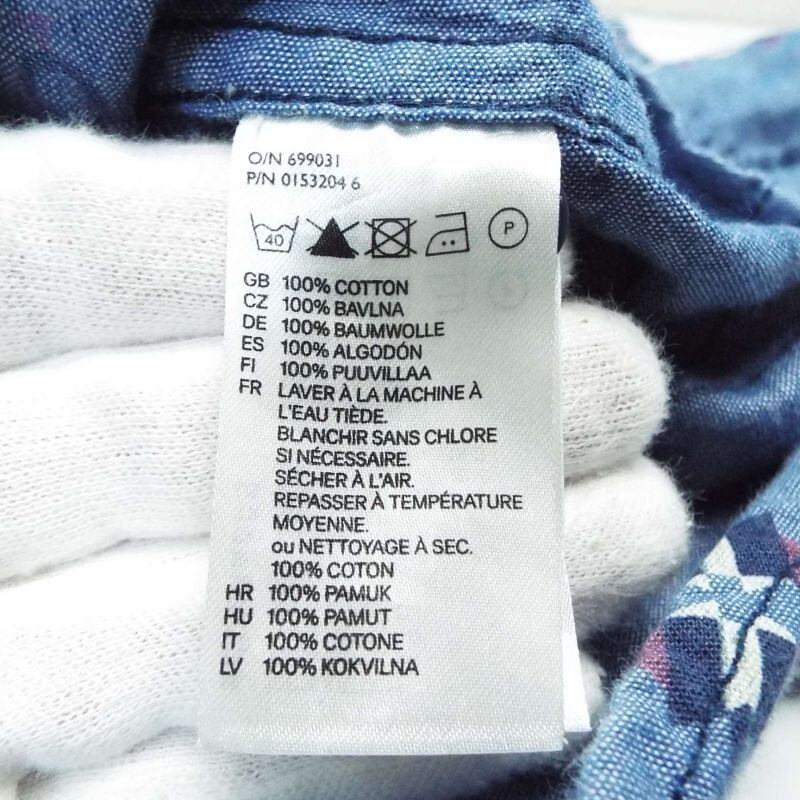 O/N 699031
P/N 0153204 6
40 P
GB 100% COTTON
CZ 100% BAVLNA
DE 100% BAUMWOLLE
ES 100% ALGODÓN
FI 100% PUUVILLAA
FR LAVER À LA MACHINE À
L'EAU TIÈDE.
BLANCHIR SANS CHLORE
SI NÉCESSAIRE.
SÉCHER À L'AIR.
REPASSER À TEMPÉRATURE
MOYENNE.
ou NETTOYAGE À SEC.
100% COTON
HR 100% PAMUK
HU 100% PAMUT
IT 100% COTONE
LV 100% KOKVILNA